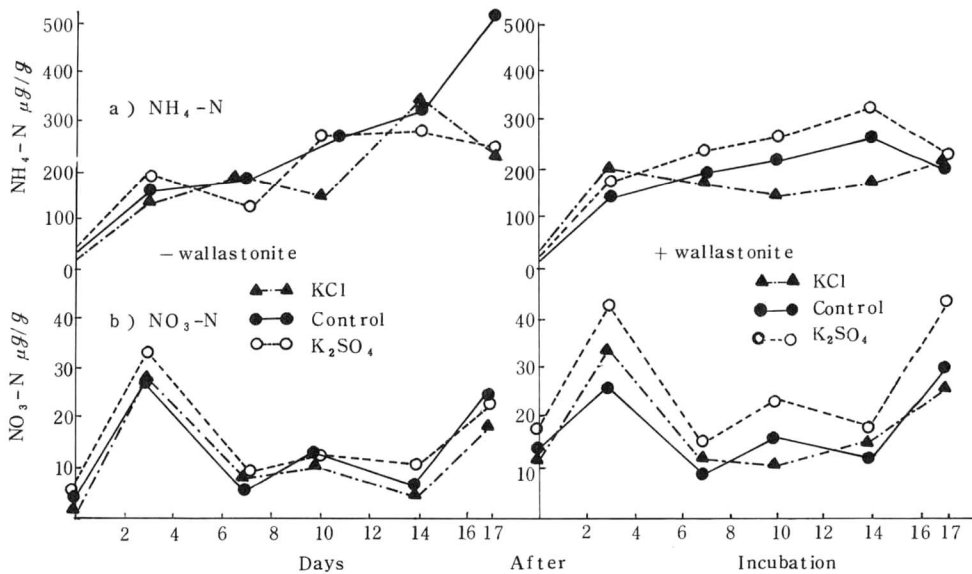 500
400
300
200
100
0
NH₄-N µg/g
a) NH₄-N
500
400
300
200
100
0
- wallastonite
+ wallastonite
KCl
Control
K₂SO₄
KCl
Control
K₂SO₄
40
30
20
10
NO₃-N µg/g
b) NO₃-N
40
30
20
10
2 4 6 8 10 12 14 16 17
2 4 6 8 10 12 14 16 17
Days After Incubation